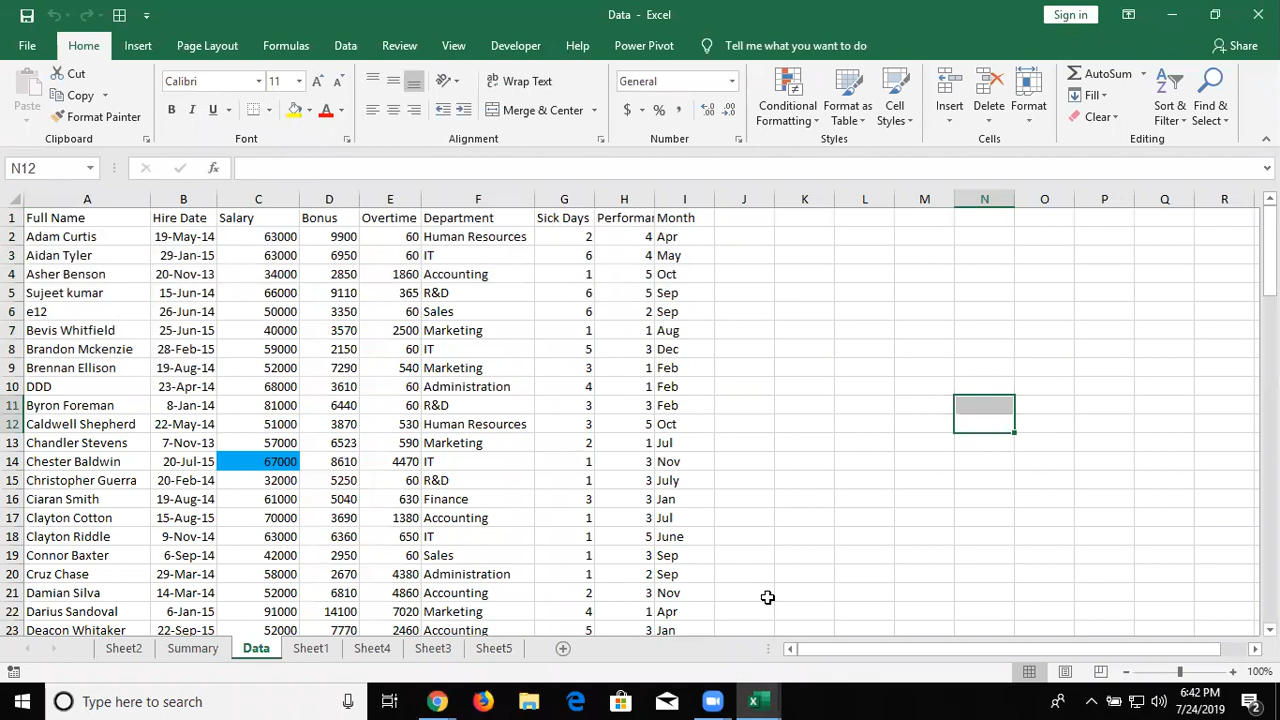 Data - Excel
Sign in
File Home Insert Page Layout Formulas Data Review View Developer Help Power Pivot Tell me what you want to do Share
Paste
Cut
Copy
Format Painter
Clipboard
Calibri 11
A A
B I U A
Font
Wrap Text
Merge & Center
Alignment
General
$ % ,
Number
Conditional Formatting
Format as Table
Cell Styles
Styles
Insert Delete Format
Cells
AutoSum
Fill
Clear
Sort & Filter
Find & Select
Editing
N12 fx
A B C D E F G H I J K L M N O P Q R
1 Full Name Hire Date Salary Bonus Overtime Department Sick Days Performan Month
2 Adam Curtis 19-May-14 63000 9900 60 Human Resources 2 4 Apr
3 Aidan Tyler 29-Jan-15 63000 6950 60 IT 6 4 May
4 Asher Benson 20-Nov-13 34000 2850 1860 Accounting 1 5 Oct
5 Sujeet kumar 15-Jun-14 66000 9110 365 R&D 6 5 Sep
6 e12 26-Jun-14 50000 3350 60 Sales 6 2 Sep
7 Bevis Whitfield 25-Jun-15 40000 3570 2500 Marketing 1 1 Aug
8 Brandon Mckenzie 28-Feb-15 59000 2150 60 IT 5 3 Dec
9 Brennan Ellison 19-Aug-14 52000 7290 540 Marketing 3 1 Feb
10 DDD 23-Apr-14 68000 3610 60 Administration 4 1 Feb
11 Byron Foreman 8-Jan-14 81000 6440 60 R&D 3 3 Feb
12 Caldwell Shepherd 22-May-14 51000 3870 530 Human Resources 3 5 Oct
13 Chandler Stevens 7-Nov-13 57000 6523 590 Marketing 2 1 Jul
14 Chester Baldwin 20-Jul-15 67000 8610 4470 IT 1 3 Nov
15 Christopher Guerra 20-Feb-14 32000 5250 60 R&D 1 3 July
16 Ciaran Smith 19-Aug-14 61000 5040 630 Finance 3 3 Jan
17 Clayton Cotton 15-Aug-15 70000 3690 1380 Accounting 1 3 Jul
18 Clayton Riddle 9-Nov-14 63000 6360 650 IT 1 5 June
19 Connor Baxter 6-Sep-14 42000 2950 60 Sales 1 3 Sep
20 Cruz Chase 29-Mar-14 58000 2670 4380 Administration 1 2 Sep
21 Damian Silva 14-Mar-14 52000 6810 4860 Accounting 2 3 Nov
22 Darius Sandoval 6-Jan-15 91000 14100 7020 Marketing 4 1 Apr
23 Deacon Whitaker 22-Sep-15 52000 7770 2460 Accounting 5 3 Jan
Sheet2 Summary Data Sheet1 Sheet4 Sheet3 Sheet5
100%
Type here to search
6:42 PM
7/24/2019
2